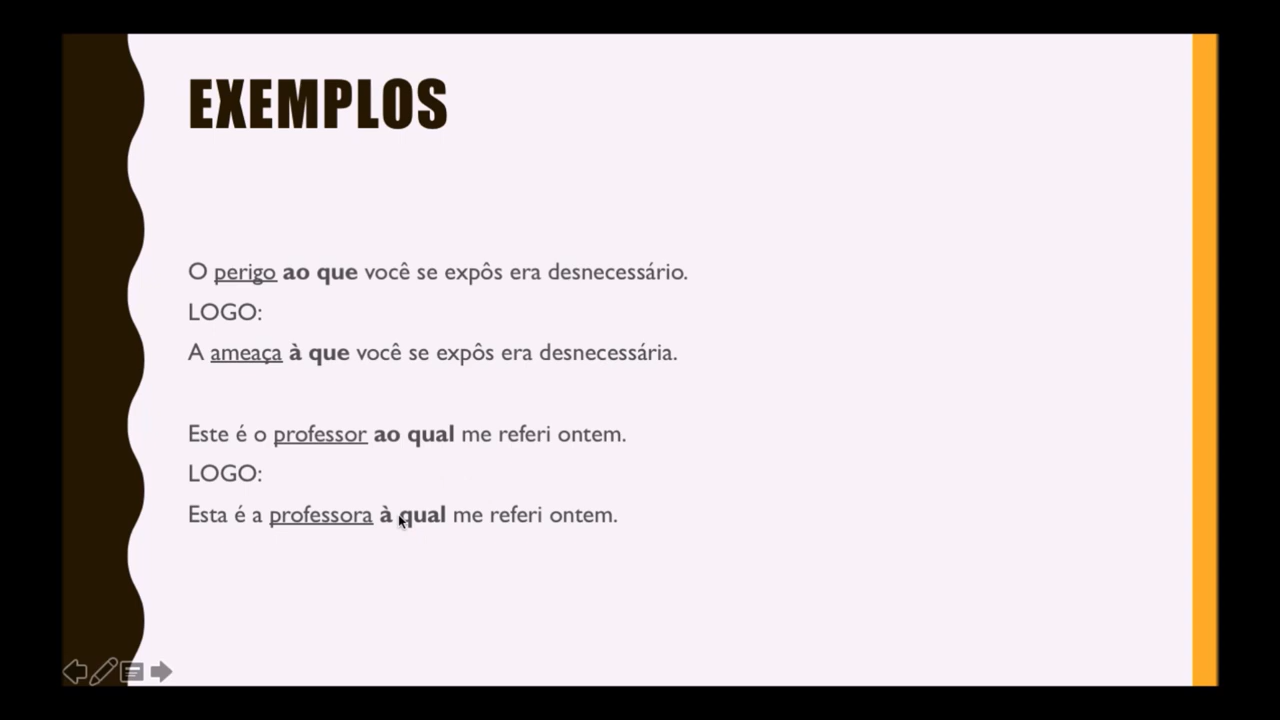 EXEMPLOS
O perigo ao que você se expôs era desnecessário.
LOGO:
A ameaça à que você se expôs era desnecessária.
Este é o professor ao qual me referi ontem.
LOGO:
Esta é a professora à qual me referi ontem.